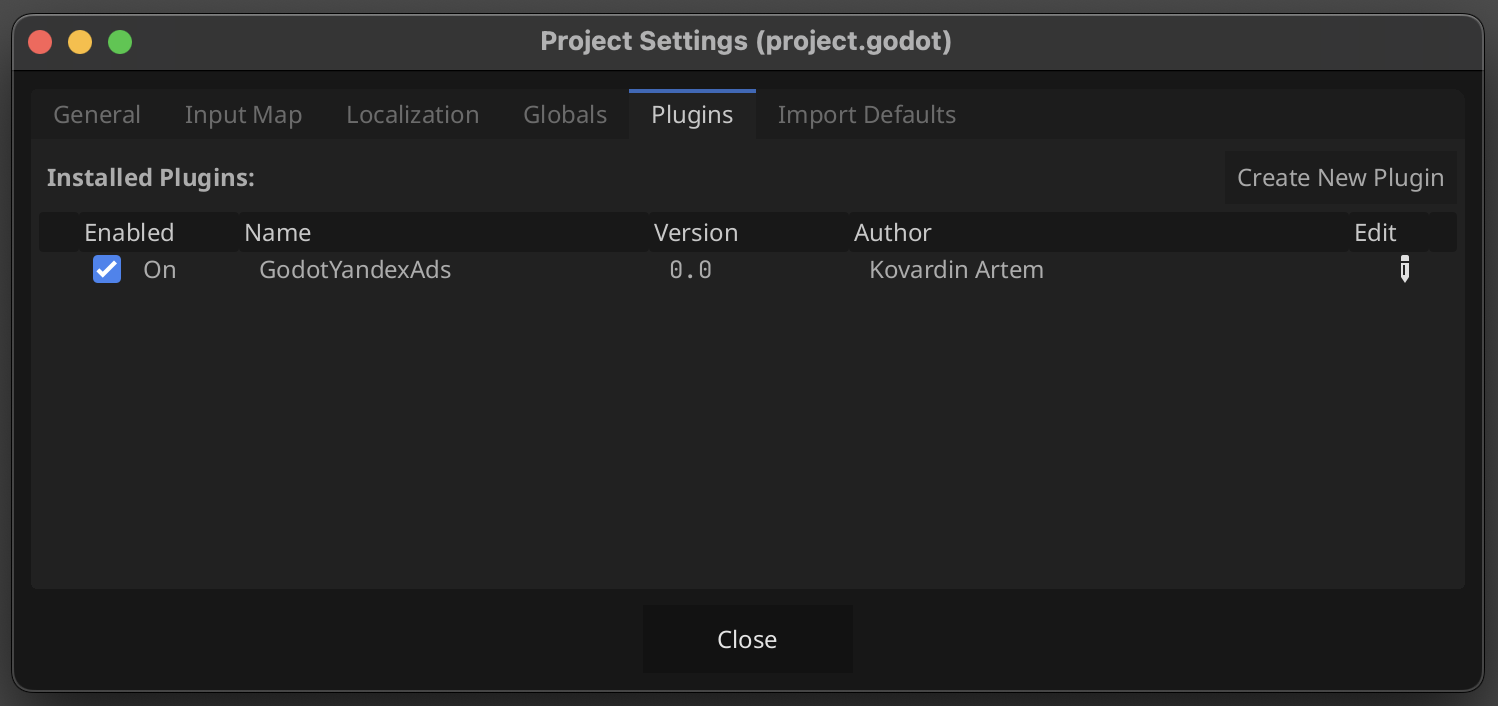 Project Settings (project.godot)
General Input Map Localization Globals Plugins Import Defaults
Installed Plugins: Create New Plugin
Enabled Name Version Author Edit
On GodotYandexAds 0.0 Kovardin Artem
Close